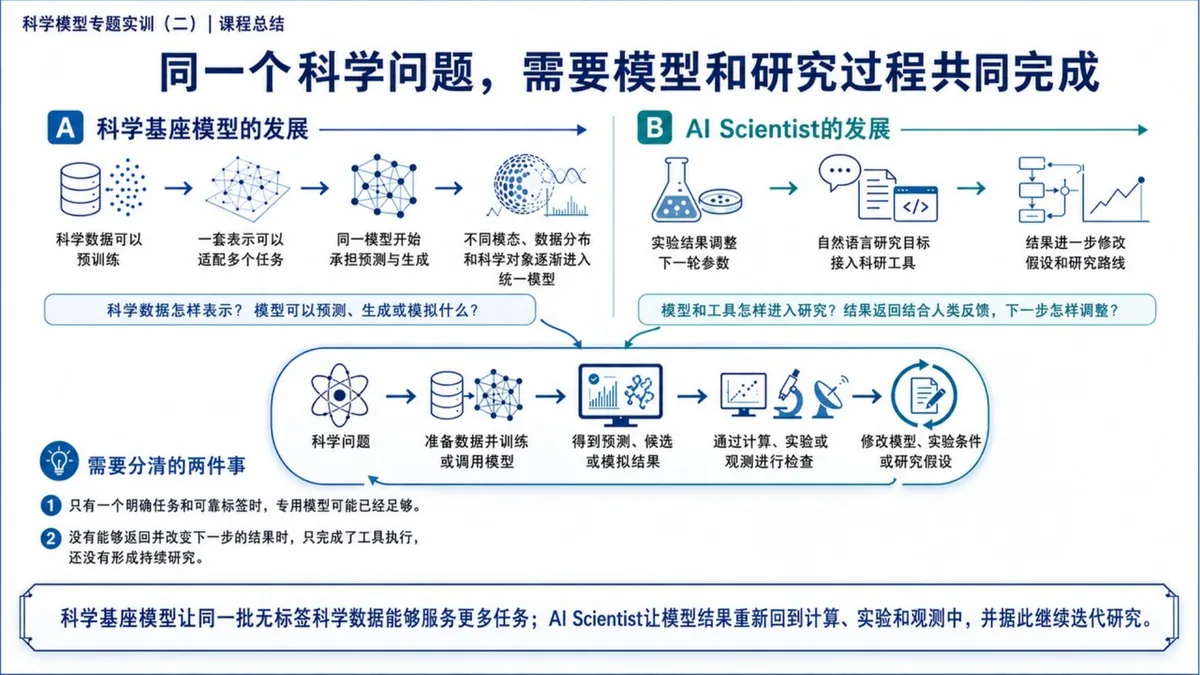 科学模型专题实训（二）| 课程总结
同一个科学问题，需要模型和研究过程共同完成
A 科学基座模型的发展
科学数据可以
预训练
一套表示可以
适配多个任务
同一模型开始
承担预测与生成
不同模态、数据分布
和科学对象逐渐进入
统一模型
科学数据怎样表示？ 模型可以预测、生成或模拟什么？
B AI Scientist的发展
实验结果调整
下一轮参数
自然语言研究目标
接入科研工具
</>
结果进一步修改
假设和研究路线
模型和工具怎样进入研究？结果返回结合人类反馈，下一步怎样调整？
科学问题
准备数据并训练
或调用模型
得到预测、候选
或模拟结果
通过计算、实验或
观测进行检查
修改模型、实验条件
或研究假设
需要分清的两件事
1 只有一个明确任务和可靠标签时，专用模型可能已经足够。
2 没有能够返回并改变下一步的结果时，只完成了工具执行，
还没有形成持续研究。
科学基座模型让同一批无标签科学数据能够服务更多任务；AI Scientist让模型结果重新回到计算、实验和观测中，并据此继续迭代研究。